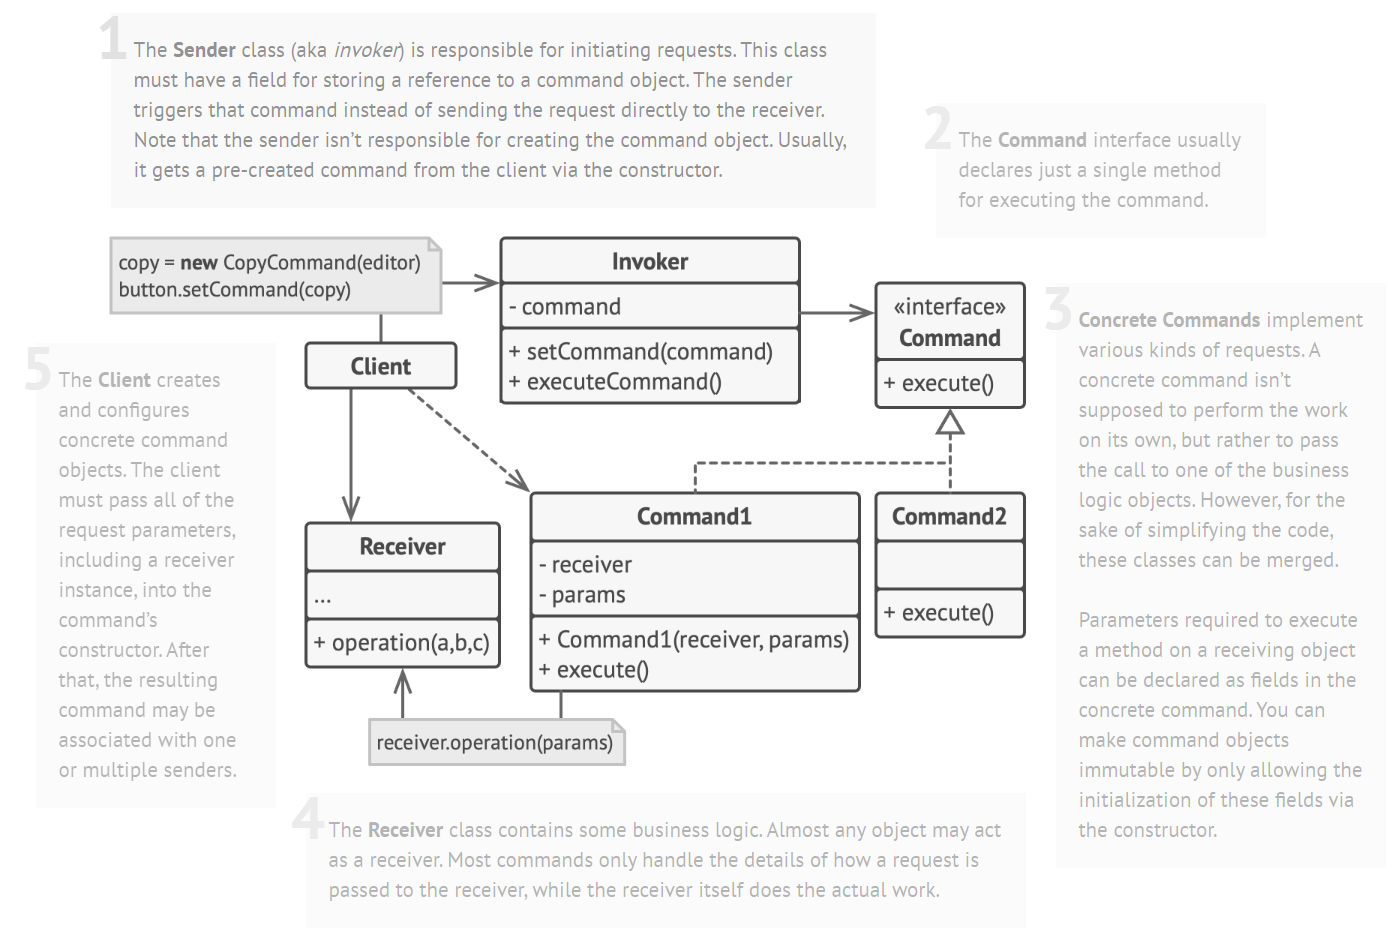 1
The Sender class (aka invoker) is responsible for initiating requests. This class
must have a field for storing a reference to a command object. The sender
triggers that command instead of sending the request directly to the receiver.
Note that the sender isn’t responsible for creating the command object. Usually,
it gets a pre-created command from the client via the constructor.
2
The Command interface usually
declares just a single method
for executing the command.
copy = new CopyCommand(editor)
button.setCommand(copy)
Invoker
- command
+ setCommand(command)
+ executeCommand()
«interface»
Command
+ execute()
3
Concrete Commands implement
various kinds of requests. A
concrete command isn’t
supposed to perform the work
on its own, but rather to pass
the call to one of the business
logic objects. However, for the
sake of simplifying the code,
these classes can be merged.
Parameters required to execute
a method on a receiving object
can be declared as fields in the
concrete command. You can
make command objects
immutable by only allowing the
initialization of these fields via
the constructor.
Client
5
The Client creates
and configures
concrete command
objects. The client
must pass all of the
request parameters,
including a receiver
instance, into the
command’s
constructor. After
that, the resulting
command may be
associated with one
or multiple senders.
Receiver
...
+ operation(a,b,c)
Command1
- receiver
- params
+ Command1(receiver, params)
+ execute()
Command2
+ execute()
receiver.operation(params)
4
The Receiver class contains some business logic. Almost any object may act
as a receiver. Most commands only handle the details of how a request is
passed to the receiver, while the receiver itself does the actual work.